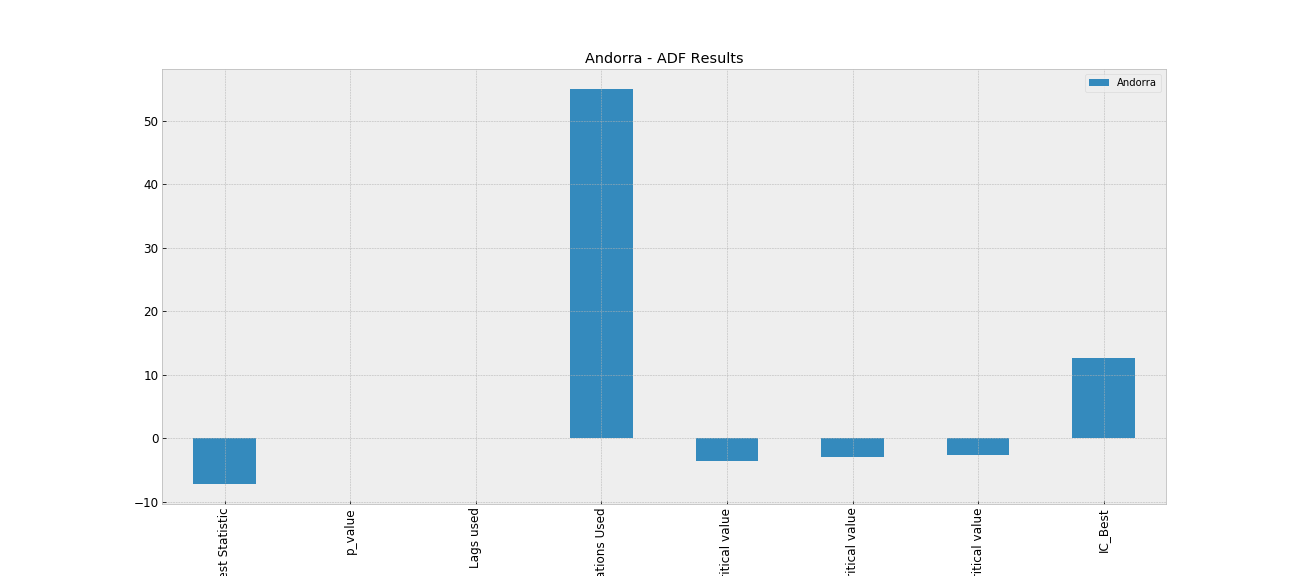 Andorra - ADF Results
Andorra
50
40
30
20
10
0
−10
est Statistic
p_value
Lags used
ations Used
ritical value
ritical value
ritical value
IC_Best